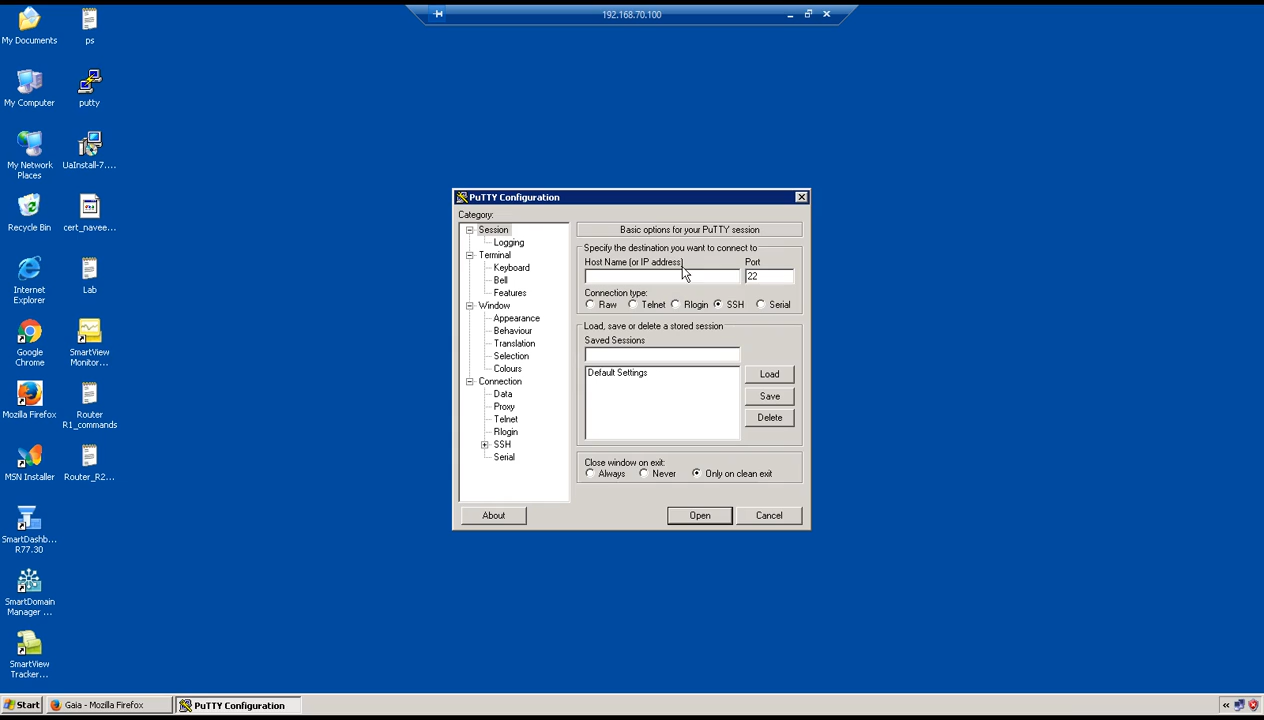 192.168.70.100
My Documents
ps
My Computer
putty
My Network
Places
UaInstall-7....
Recycle Bin
cert_navee...
Internet
Explorer
Lab
Google
Chrome
SmartView
Monitor...
Mozilla Firefox
Router
R1_commands
MSN Installer
Router_R2...
SmartDashb...
R77.30
SmartDomain
Manager ...
SmartView
Tracker...
PuTTY Configuration
Category:
Session
Logging
Terminal
Keyboard
Bell
Features
Window
Appearance
Behaviour
Translation
Selection
Colours
Connection
Data
Proxy
Telnet
Rlogin
SSH
Serial
Basic options for your PuTTY session
Specify the destination you want to connect to
Host Name (or IP address) Port
22
Connection type:
Raw Telnet Rlogin SSH Serial
Load, save or delete a stored session
Saved Sessions
Default Settings
Load
Save
Delete
Close window on exit:
Always Never Only on clean exit
About Open Cancel
Start Gaia - Mozilla Firefox PuTTY Configuration